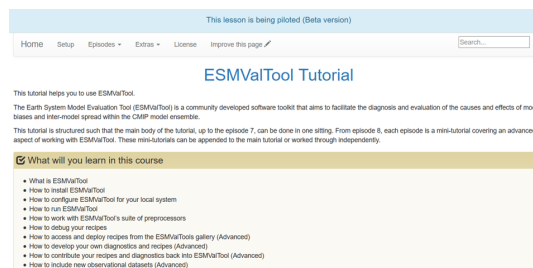 This lesson is being piloted (Beta version)
Home Setup Episodes Extras License Improve this page Search...
ESMValTool Tutorial
This tutorial helps you to use ESMValTool.
The Earth System Model Evaluation Tool (ESMValTool) is a community developed software toolkit that aims to facilitate the diagnosis and evaluation of the causes and effects of
biases and inter-model spread within the CMIP model ensemble.
This tutorial is structured such that the main body of the tutorial, up to the episode 7, can be done in one sitting. From episode 8, each episode is a mini-tutorial covering an
aspect of working with ESMValTool. These mini-tutorials can be appended to the main tutorial or worked through independently.
What will you learn in this course
What is ESMValTool
How to install ESMValTool
How to configure ESMValTool for your local system
How to run ESMValTool
How to work with ESMValTool's suite of preprocessors
How to debug your recipes
How to access and deploy recipes from the ESMValTools gallery (Advanced)
How to develop your own diagnostics and recipes (Advanced)
How to contribute your recipes and diagnostics back into ESMValTool (Advanced)
How to include new observational datasets (Advanced)